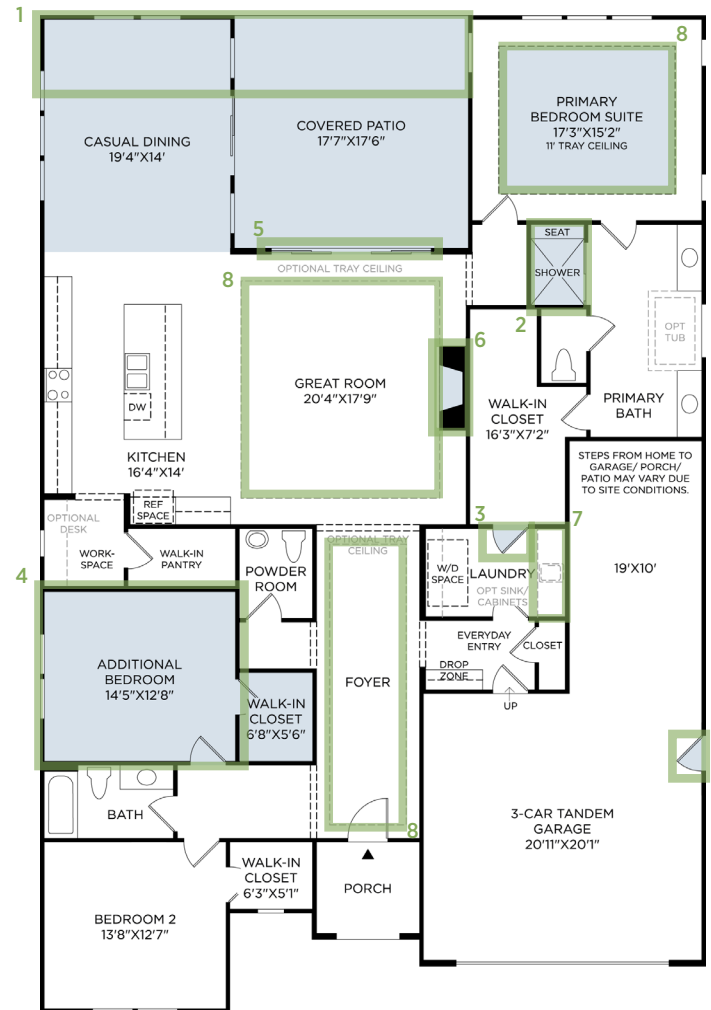 1
8
PRIMARY
BEDROOM SUITE
17'3"X15'2"
11' TRAY CEILING
CASUAL DINING
19'4"X14'
COVERED PATIO
17'7"X17'6"
5
OPTIONAL TRAY CEILING
SEAT
SHOWER
2
8
6
OPT
TUB
GREAT ROOM
20'4"X17'9"
DW
WALK-IN
CLOSET
16'3"X7'2"
PRIMARY
BATH
KITCHEN
16'4"X14'
STEPS FROM HOME TO
GARAGE/ PORCH/
PATIO MAY VARY DUE
TO SITE CONDITIONS.
REF
SPACE
OPTIONAL
DESK
WORK-
SPACE
WALK-IN
PANTRY
3
7
OPTIONAL TRAY
CEILING
4
POWDER
ROOM
W/D
SPACE
LAUNDRY
OPT SINK/
CABINETS
19'X10'
EVERYDAY
ENTRY
CLOSET
DROP
ZONE
UP
ADDITIONAL
BEDROOM
14'5"X12'8"
WALK-IN
CLOSET
6'8"X5'6"
FOYER
BATH
8
3-CAR TANDEM
GARAGE
20'11"X20'1"
WALK-IN
CLOSET
6'3"X5'1"
PORCH
BEDROOM 2
13'8"X12'7"